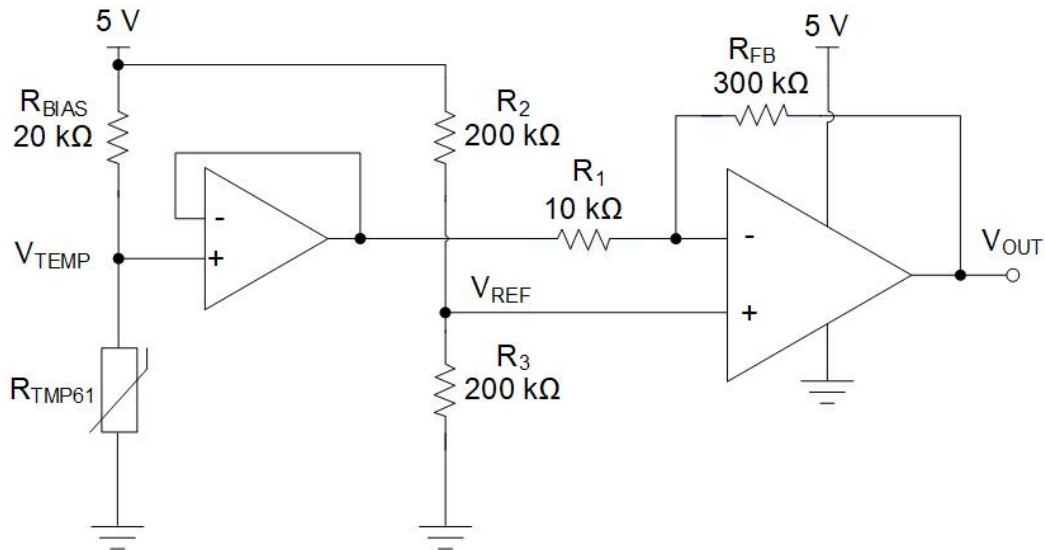 5 V
5 V
RBIAS
20 kΩ
R2
200 kΩ
RFB
300 kΩ
R1
10 kΩ
-
+
-
+
VTEMP
VREF
VOUT
RTMP61
R3
200 kΩ